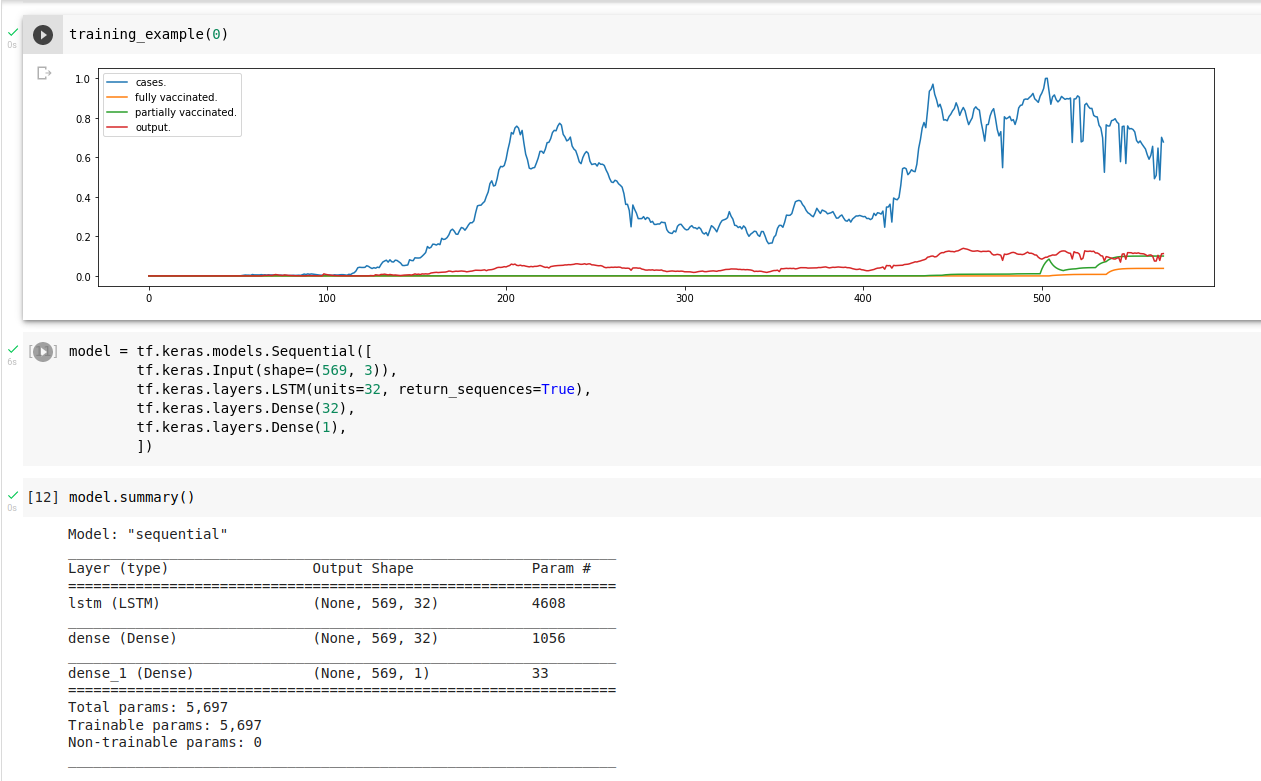 0s
training_example(0)
1.0
0.8
0.6
0.4
0.2
0.0
cases.
fully vaccinated.
partially vaccinated.
output.
0 100 200 300 400 500
6s
model = tf.keras.models.Sequential([
tf.keras.Input(shape=(569, 3)),
tf.keras.layers.LSTM(units=32, return_sequences=True),
tf.keras.layers.Dense(32),
tf.keras.layers.Dense(1),
])
0s
[12] model.summary()
Model: "sequential"
_________________________________________________________________
Layer (type) Output Shape Param #
=================================================================
lstm (LSTM) (None, 569, 32) 4608
_________________________________________________________________
dense (Dense) (None, 569, 32) 1056
_________________________________________________________________
dense_1 (Dense) (None, 569, 1) 33
=================================================================
Total params: 5,697
Trainable params: 5,697
Non-trainable params: 0
_________________________________________________________________